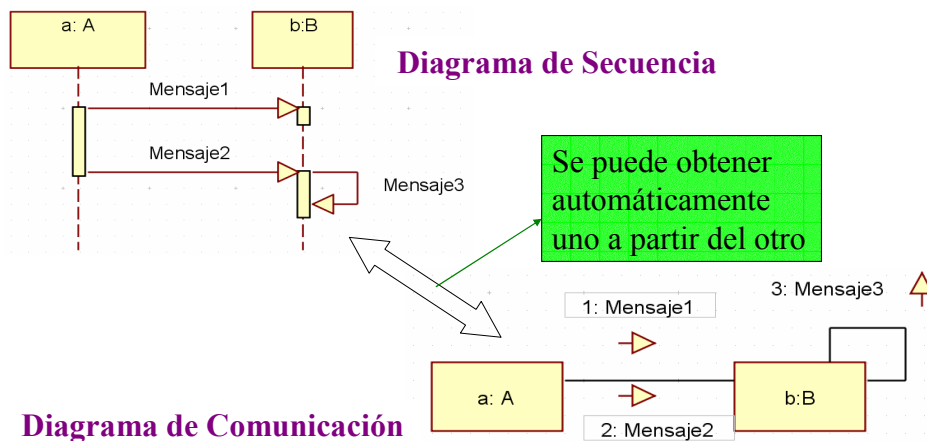 a: A
b:B
Diagrama de Secuencia
Mensaje1
Mensaje2
Mensaje3
Se puede obtener
automáticamente
uno a partir del otro
3: Mensaje3
1: Mensaje1
a: A
b:B
2: Mensaje2
Diagrama de Comunicación